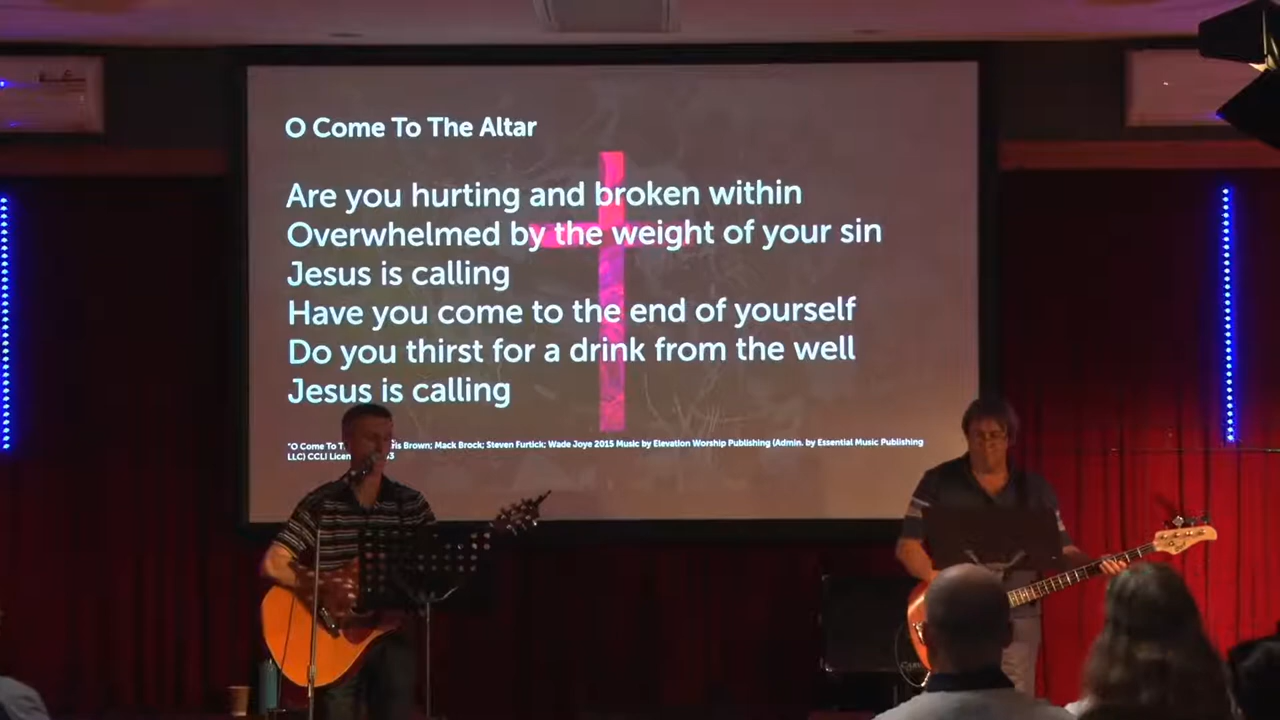 O Come To The Altar
Are you hurting and broken within
Overwhelmed by the weight of your sin
Jesus is calling
Have you come to the end of yourself
Do you thirst for a drink from the well
Jesus is calling
"O Come To Brown; Mack Brock; Steven Furtick; Wade Joye 2015 Music by Elevation Worship Publishing (Admin. by Essential Music Publishing
LLC) CCLI